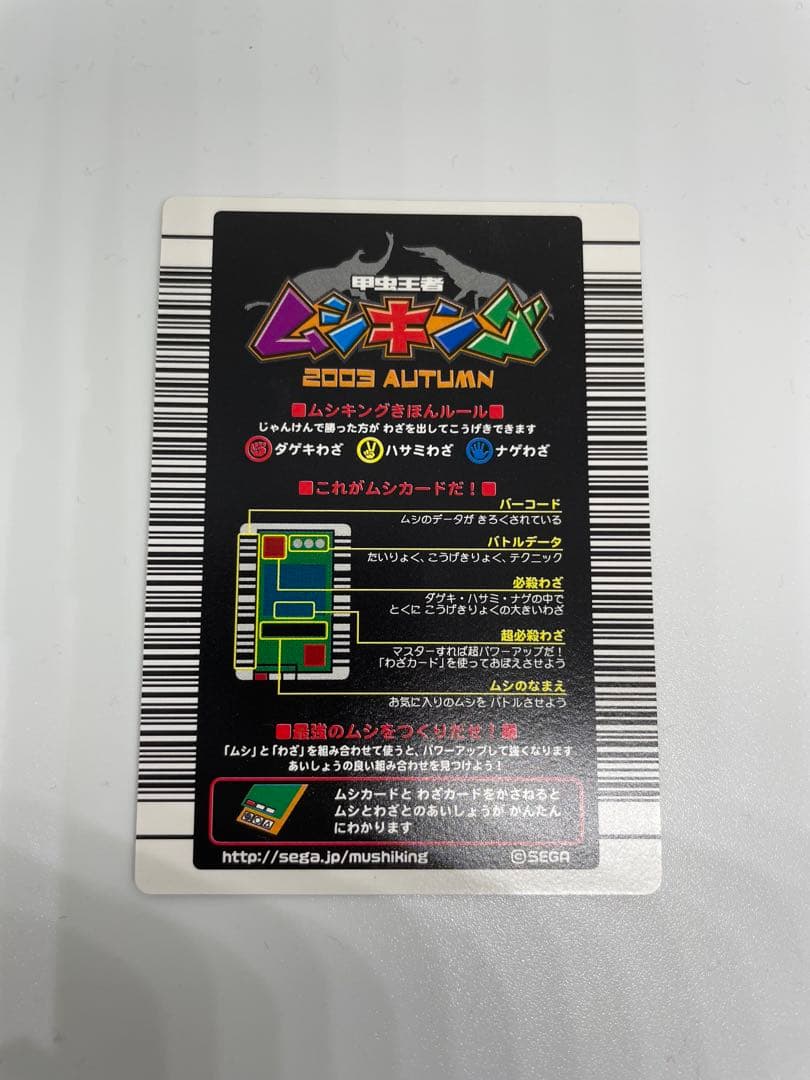 甲虫王者
ムシキング
2003 AUTUMN
■ムシキングきほんルール■
じゃんけんで勝った方が わざを出してこうげきできます
ダゲキわざ ハサミわざ ナゲわざ
■これがムシカードだ！■
バーコード
ムシのデータが きろくされている
バトルデータ
たいりょく、こうげきりょく、テクニック
必殺わざ
ダゲキ・ハサミ・ナゲの中で
とくに こうげきりょくの大きいわざ
超必殺わざ
マスターすれば超パワーアップだ！
「わざカード」を使っておぼえさせよう
ムシのなまえ
お気に入りのムシを バトルさせよう
■最強のムシをつくりだせ！■
「ムシ」と「わざ」を組み合わせて使うと、パワーアップして強くなります
あいしょうの良い組み合わせを見つけよう！
ムシカードと わざカードをかさねると
ムシとわざとのあいしょうが かんたん
にわかります
http://sega.jp/mushiking ©SEGA